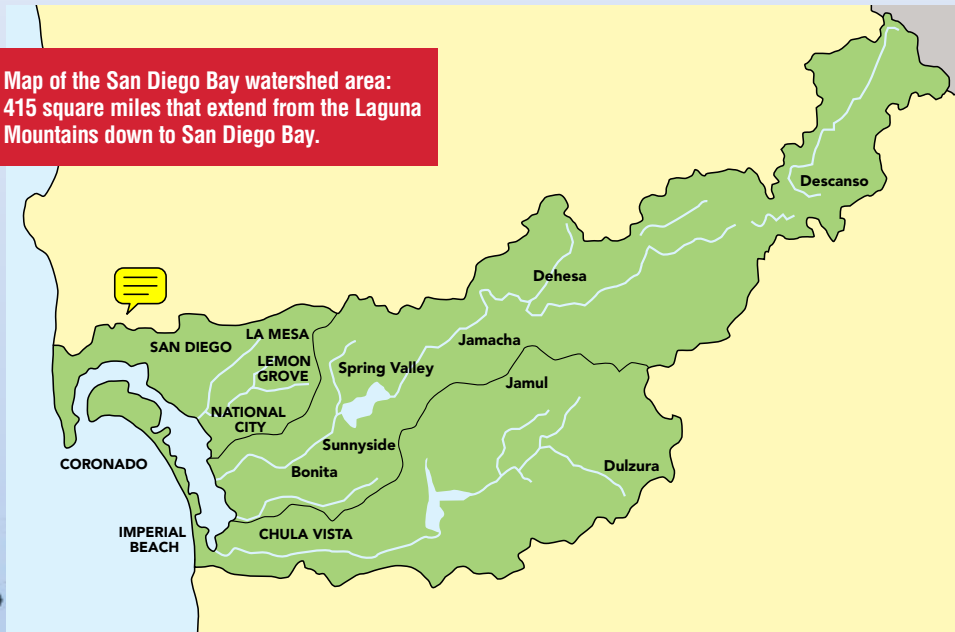 Map of the San Diego Bay watershed area:
415 square miles that extend from the Laguna
Mountains down to San Diego Bay.
Descanso
Dehesa
LA MESA
SAN DIEGO
Jamacha
LEMON
GROVE
Spring Valley
Jamul
NATIONAL
CITY
Sunnyside
CORONADO
Bonita
Dulzura
IMPERIAL
BEACH
CHULA VISTA